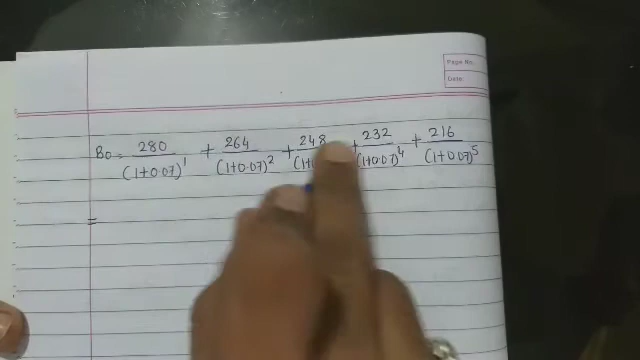 Page No.
Date:
B0 = 280/(1+0.07)^1 + 264/(1+0.07)^2 + 248/(1+0. + 232/(1+0.07)^4 + 216/(1+0.07)^5
=